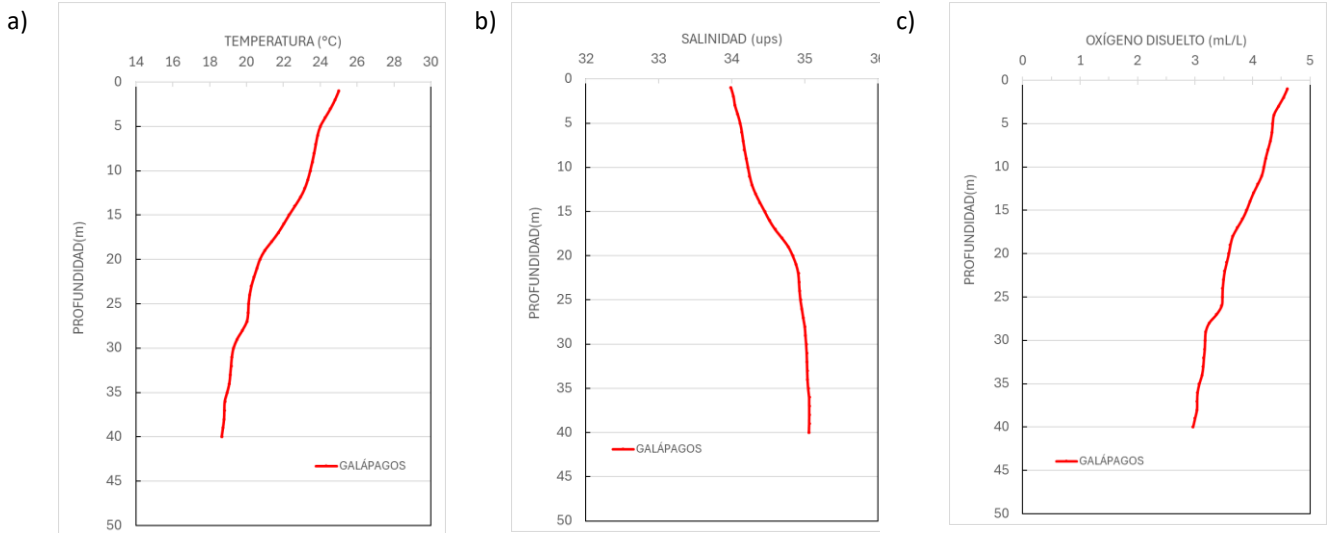 a)
TEMPERATURA (°C)
14 16 18 20 22 24 26 28 30
0
5
10
15
20
25
30
35
40
45
50
PROFUNDIDAD(m)
GALÁPAGOS
b)
SALINIDAD (ups)
32 33 34 35 36
0
5
10
15
20
25
30
35
40
45
50
PROFUNDIDAD(m)
GALÁPAGOS
c)
OXÍGENO DISUELTO (mL/L)
0 1 2 3 4 5
0
5
10
15
20
25
30
35
40
45
50
PROFUNDIDAD(m)
GALÁPAGOS